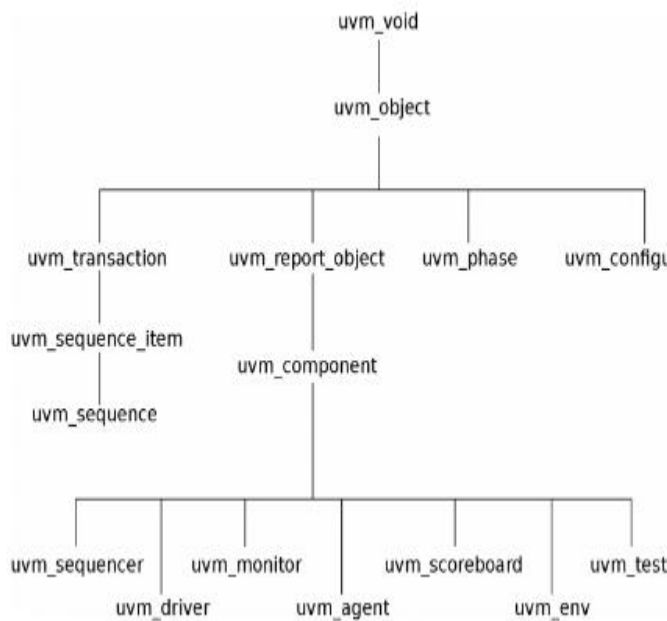 uvm_void
uvm_object
uvm_transaction uvm_report_object uvm_phase uvm_configu
uvm_sequence_item
uvm_component
uvm_sequence
uvm_sequencer uvm_monitor uvm_scoreboard uvm_test
uvm_driver uvm_agent uvm_env